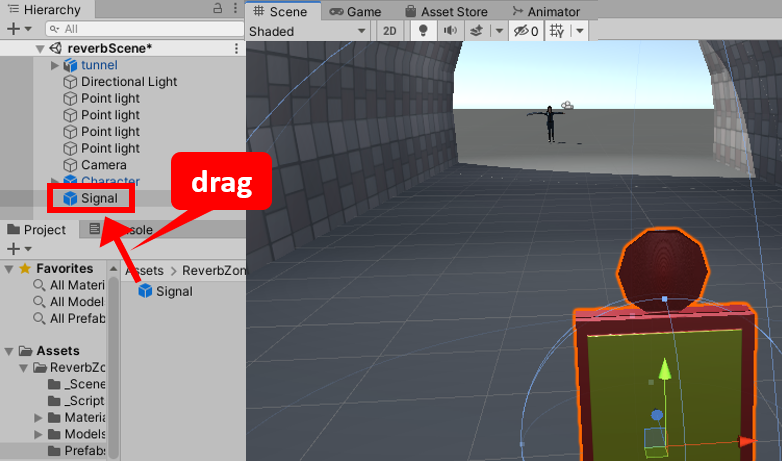 Hierarchy
All
reverbScene*
tunnel
Directional Light
Point light
Point light
Point light
Point light
Camera
Character
Signal
drag
Project
Assets > ReverbZon
Favorites
All Materi
All Model
All Prefab
Signal
Assets
ReverbZo
_Scene
_Script
Materia
Models
Prefabs
Scene
Game
Asset Store
Animator
Shaded
2D
0